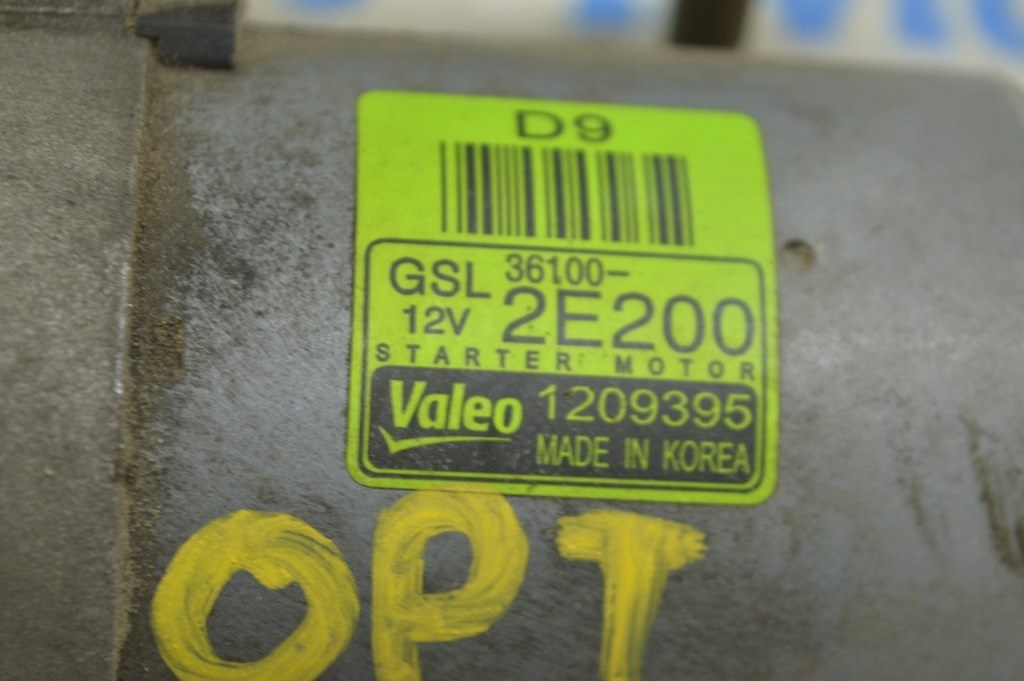 D9
GSL 36100-
12V 2E200
STARTER MOTOR
Valeo 1209395
MADE IN KOREA
OPT